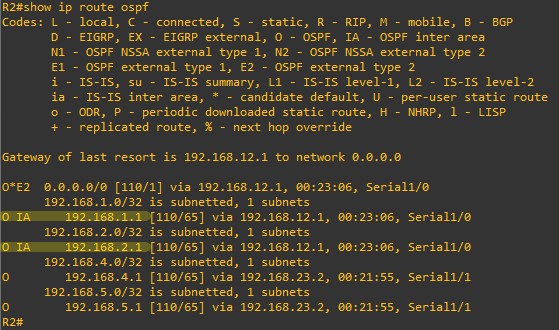 R2#show ip route ospf
Codes: L - local, C - connected, S - static, R - RIP, M - mobile, B - BGP
D - EIGRP, EX - EIGRP external, O - OSPF, IA - OSPF inter area
N1 - OSPF NSSA external type 1, N2 - OSPF NSSA external type 2
E1 - OSPF external type 1, E2 - OSPF external type 2
i - IS-IS, su - IS-IS summary, L1 - IS-IS level-1, L2 - IS-IS level-2
ia - IS-IS inter area, * - candidate default, U - per-user static route
o - ODR, P - periodic downloaded static route, H - NHRP, l - LISP
+ - replicated route, % - next hop override
Gateway of last resort is 192.168.12.1 to network 0.0.0.0
O*E2 0.0.0.0/0 [110/1] via 192.168.12.1, 00:23:06, Serial1/0
192.168.1.0/32 is subnetted, 1 subnets
O IA 192.168.1.1 [110/65] via 192.168.12.1, 00:23:06, Serial1/0
192.168.2.0/32 is subnetted, 1 subnets
O IA 192.168.2.1 [110/65] via 192.168.12.1, 00:23:06, Serial1/0
192.168.4.0/32 is subnetted, 1 subnets
O 192.168.4.1 [110/65] via 192.168.23.2, 00:21:55, Serial1/1
192.168.5.0/32 is subnetted, 1 subnets
O 192.168.5.1 [110/65] via 192.168.23.2, 00:21:55, Serial1/1
R2#